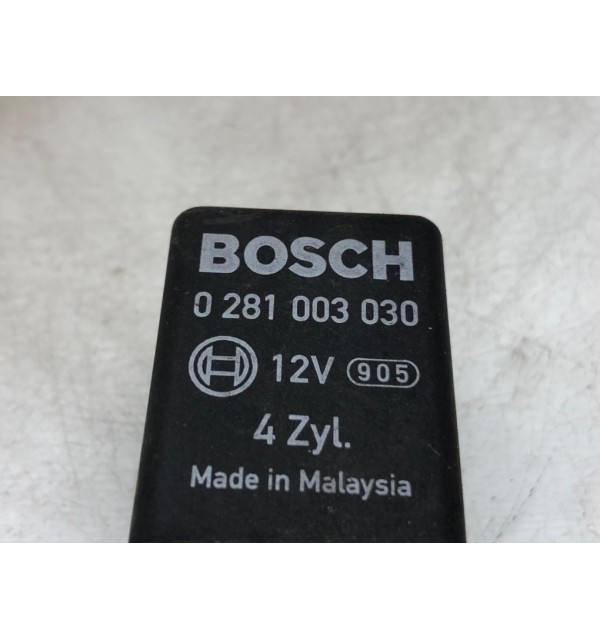 BOSCH
0 281 003 030
12V 905
4 Zyl.
Made in Malaysia